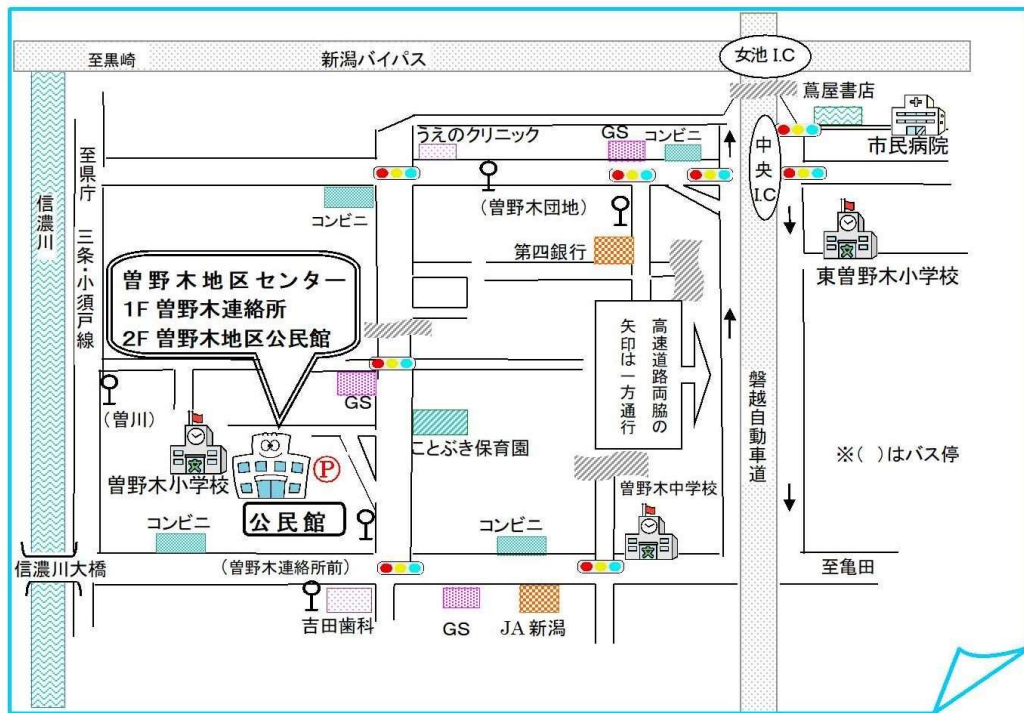 女池 I.C
至黒崎
新潟バイパス
蔦屋書店
市民病院
中央I.C
うえのクリニック
GS
コンビニ
至県庁
三条・小須戸線
信濃川
コンビニ
(曽野木団地)
第四銀行
東曽野木小学校
曽野木地区センター
1F 曽野木連絡所
2F 曽野木地区公民館
高速道路両脇の
矢印は一方通行
磐越自動車道
GS
(曽川)
ことぶき保育園
※( )はバス停
曽野木小学校
P
公民館
曽野木中学校
コンビニ
コンビニ
信濃川大橋
(曽野木連絡所前)
至亀田
吉田歯科
GS
JA 新潟